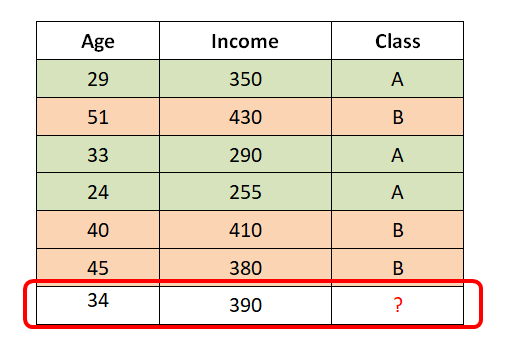 Age Income Class
29 350 A
51 430 B
33 290 A
24 255 A
40 410 B
45 380 B
34 390 ?